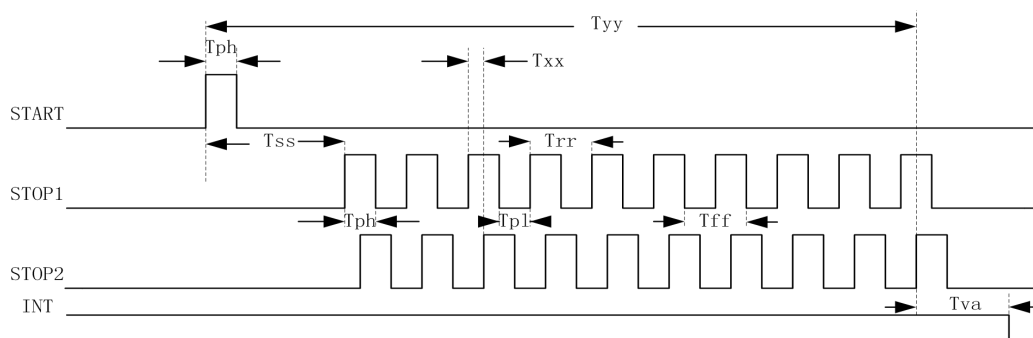 Tyy
Tph
Txx
START
Tss
Trr
STOP1
Tph
Tpl
Tff
STOP2
INT
Tva